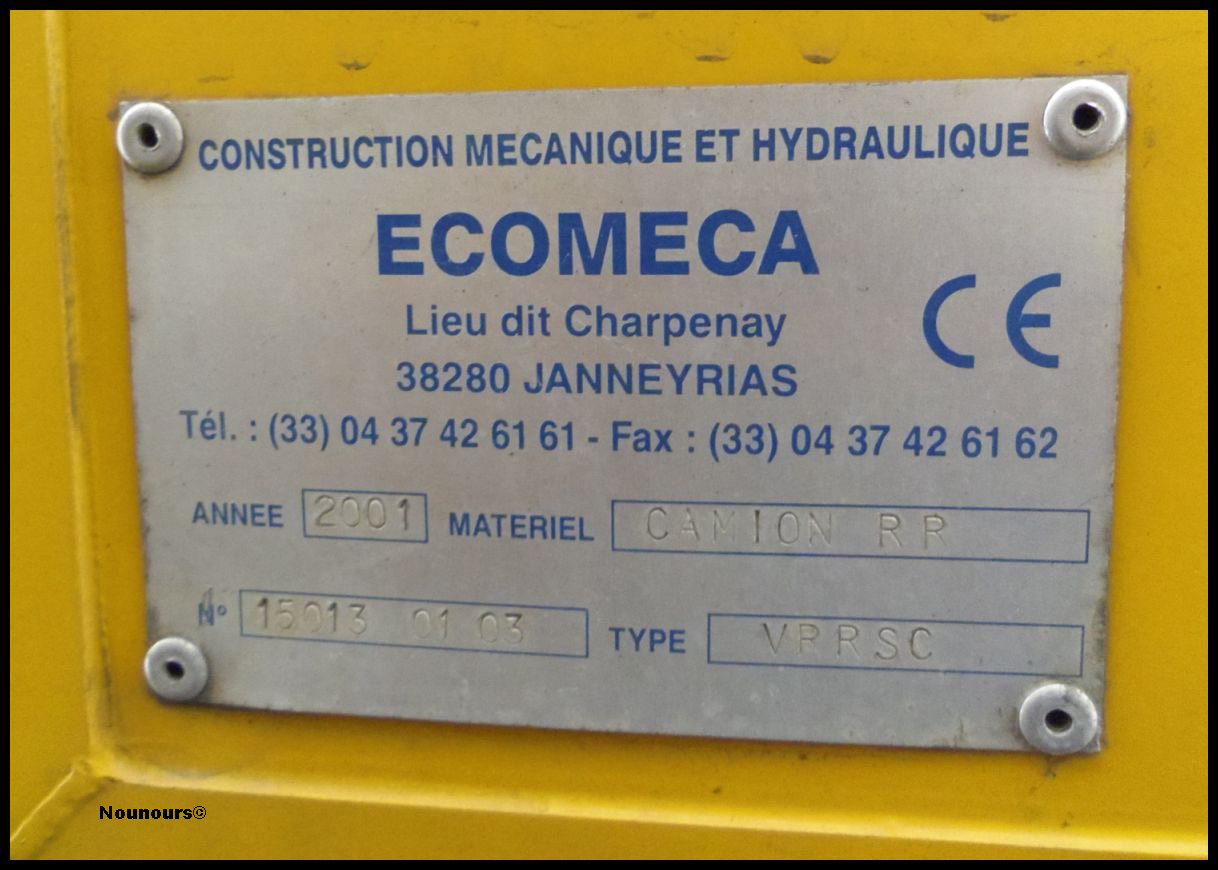 CONSTRUCTION MECANIQUE ET HYDRAULIQUE
ECOMECA
Lieu dit Charpenay
CE
38280 JANNEYRIAS
Tél. : (33) 04 37 42 61 61 - Fax : (33) 04 37 42 61 62
ANNEE 2001 MATERIEL CAMION RR
N° 15013 01 03 TYPE VRRSC
Nounours©